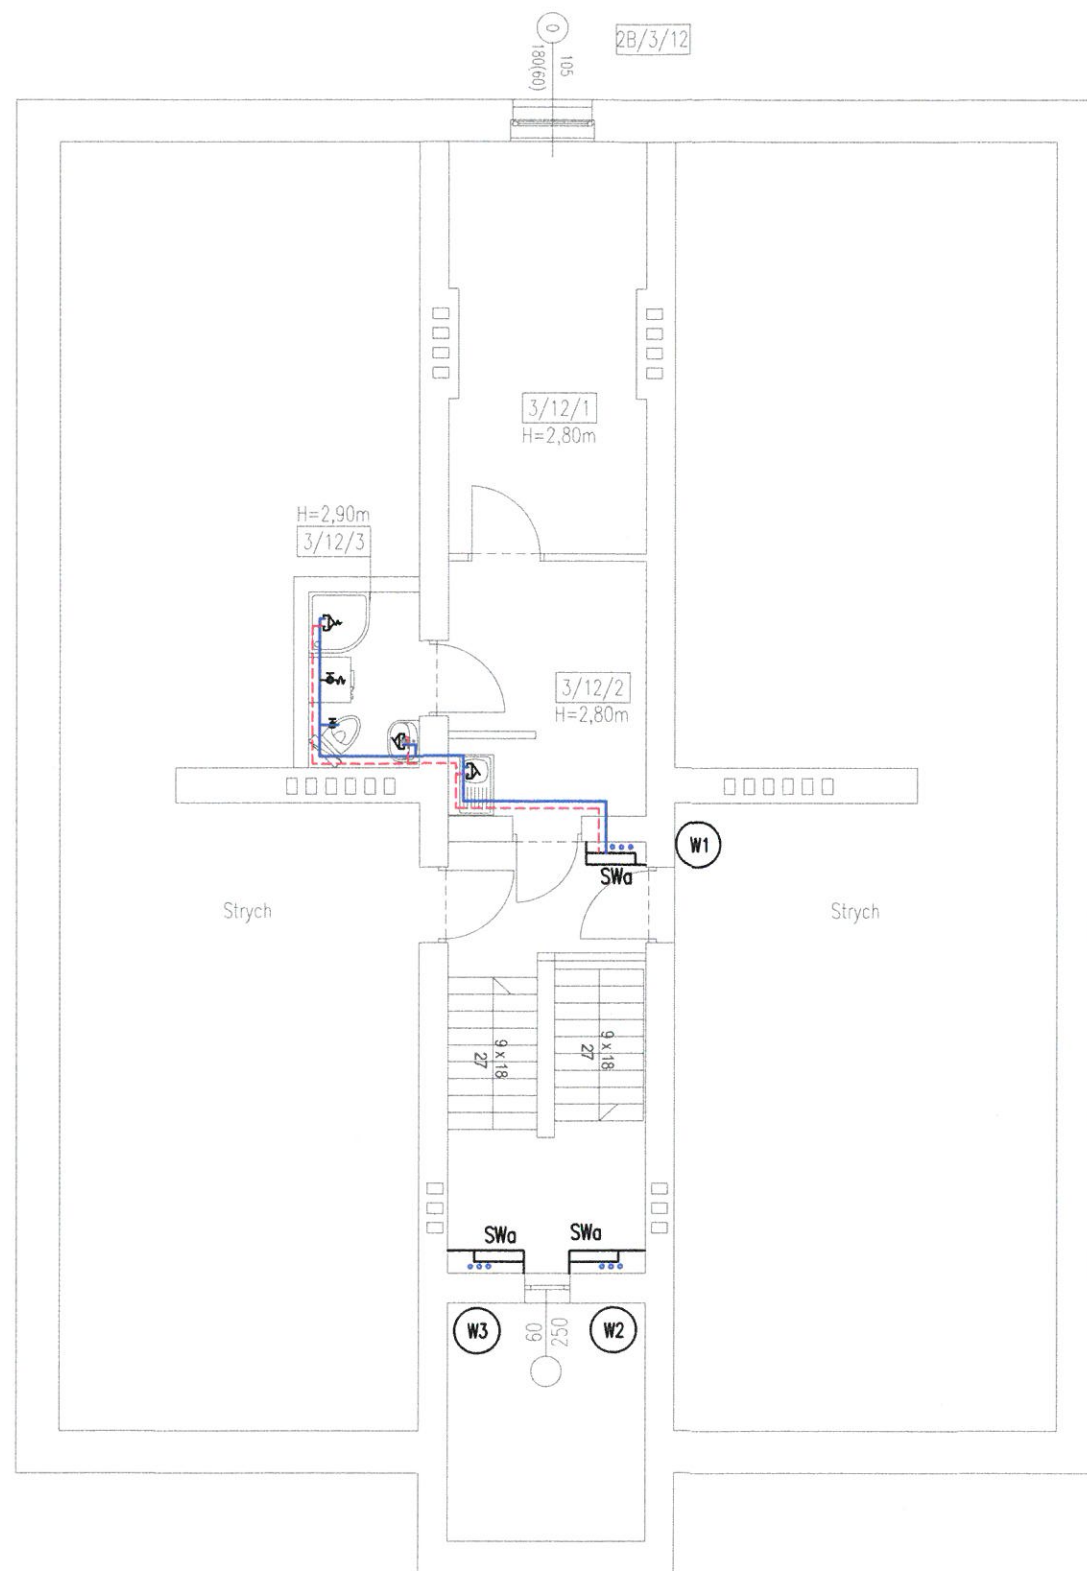 0
2B/3/12
105
180(60)
3/12/1
H=2,80m
H=2,90m
3/12/3
3/12/2
H=2,80m
W1
SWa
Strych
Strych
9 x 18
27
9 x 18
27
SWa
SWa
W3
60
250
W2